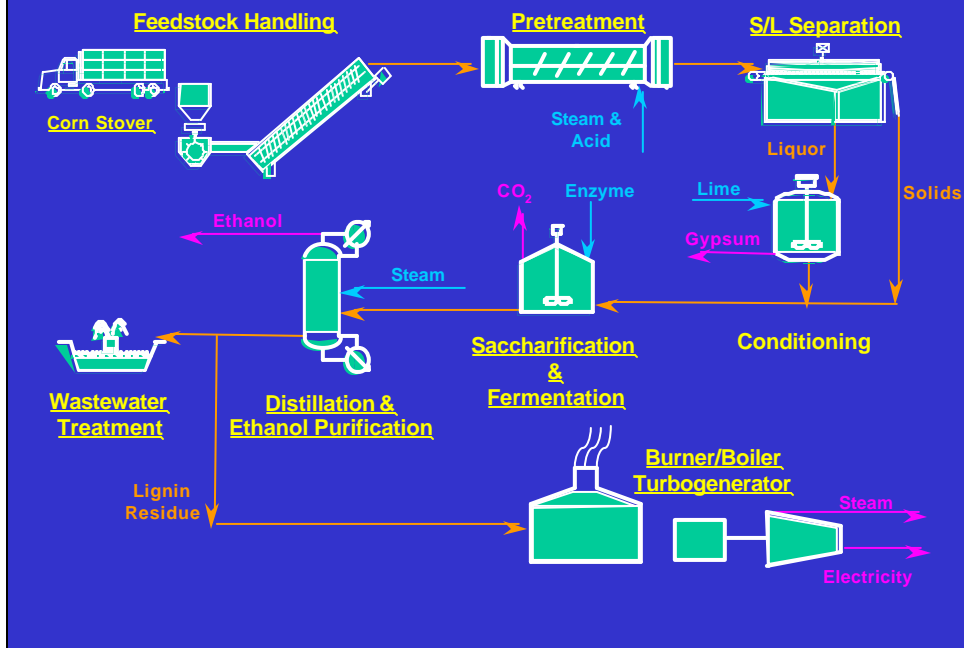 Feedstock Handling
Pretreatment
S/L Separation
Corn Stover
Steam &
Acid
Liquor
Solids
CO2
Enzyme
Lime
Ethanol
Gypsum
Steam
Conditioning
Saccharification
&
Fermentation
Wastewater
Treatment
Distillation &
Ethanol Purification
Burner/Boiler
Turbogenerator
Lignin
Residue
Steam
Electricity